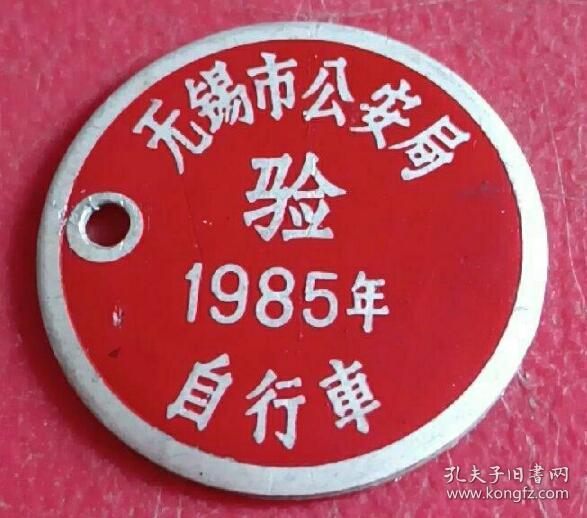 无锡市公安局
验
1985年
自行車
孔夫子旧书网
www.kongfz.com